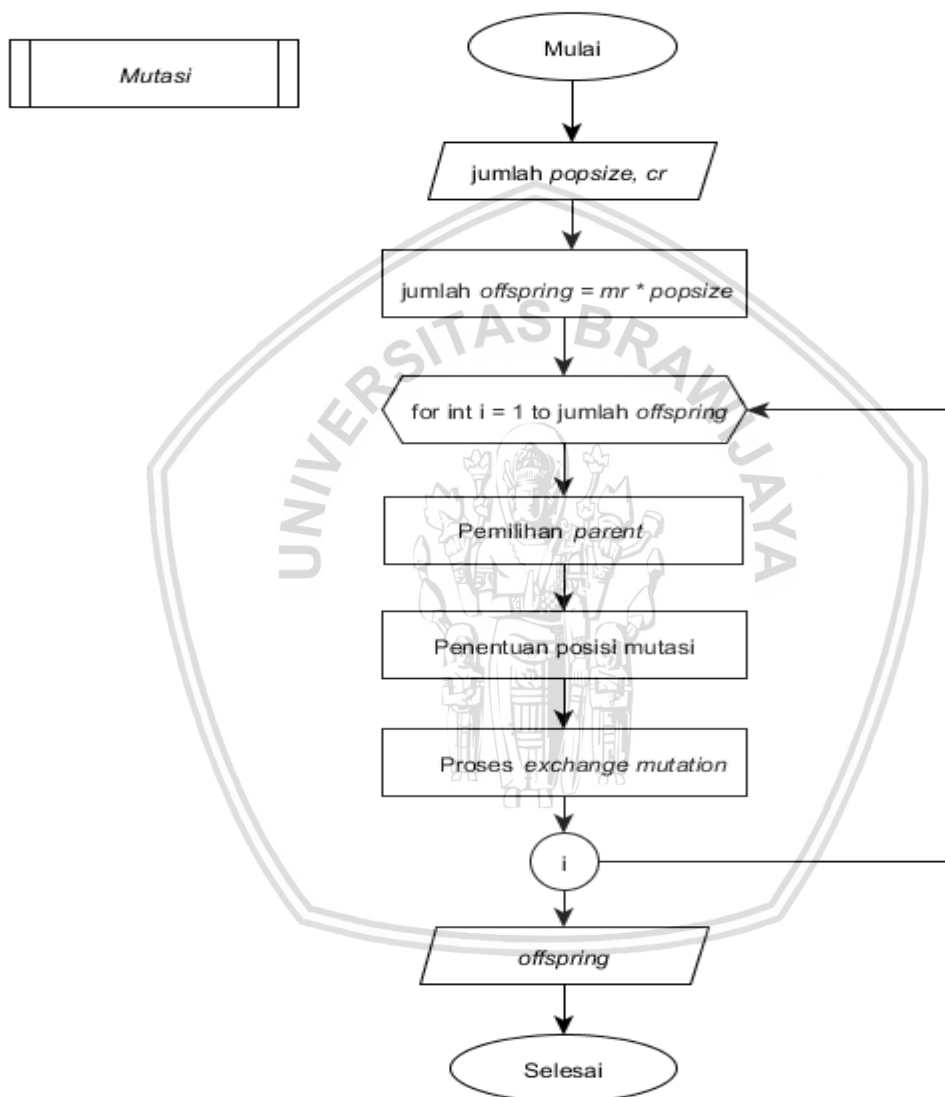 Mutasi
Mulai
jumlah popsize, cr
jumlah offspring = mr * popsize
for int i = 1 to jumlah offspring
Pemilihan parent
Penentuan posisi mutasi
Proses exchange mutation
i
offspring
Selesai
UNIVERSITAS BRAWIJAYA